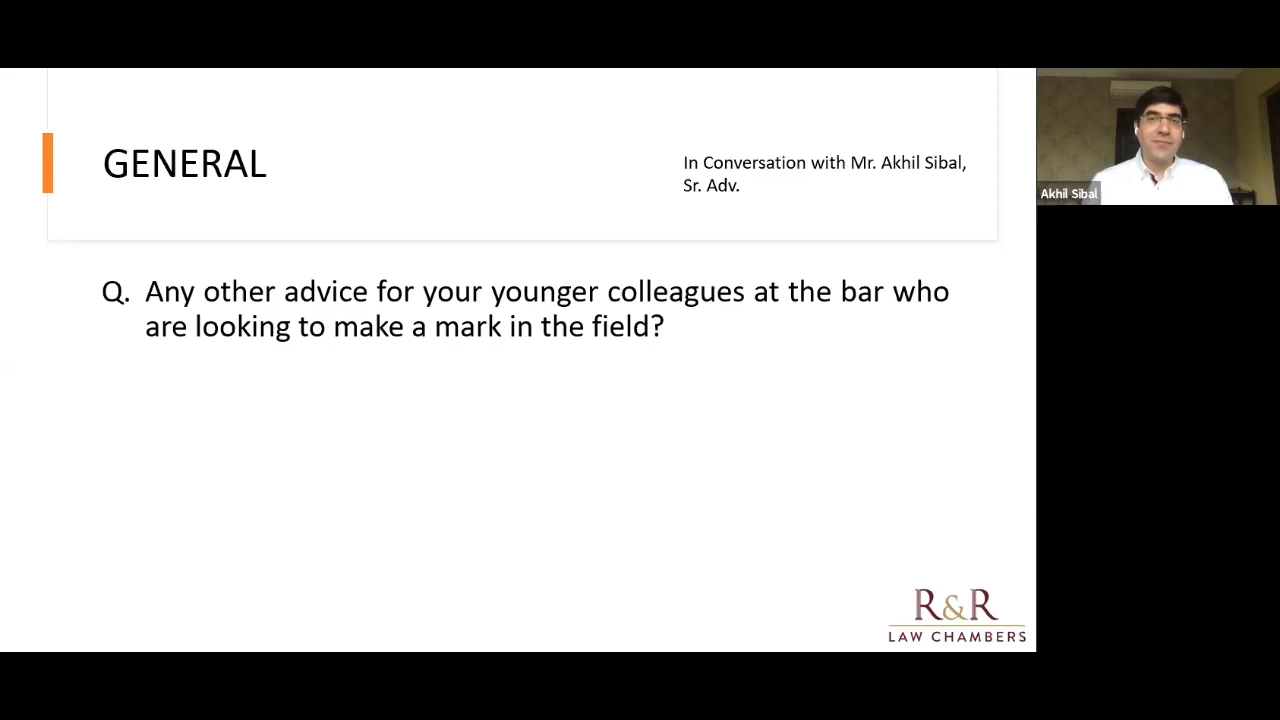 GENERAL
In Conversation with Mr. Akhil Sibal,
Sr. Adv.
Akhil Sibal
Q. Any other advice for your younger colleagues at the bar who
are looking to make a mark in the field?
R&R
LAW CHAMBERS